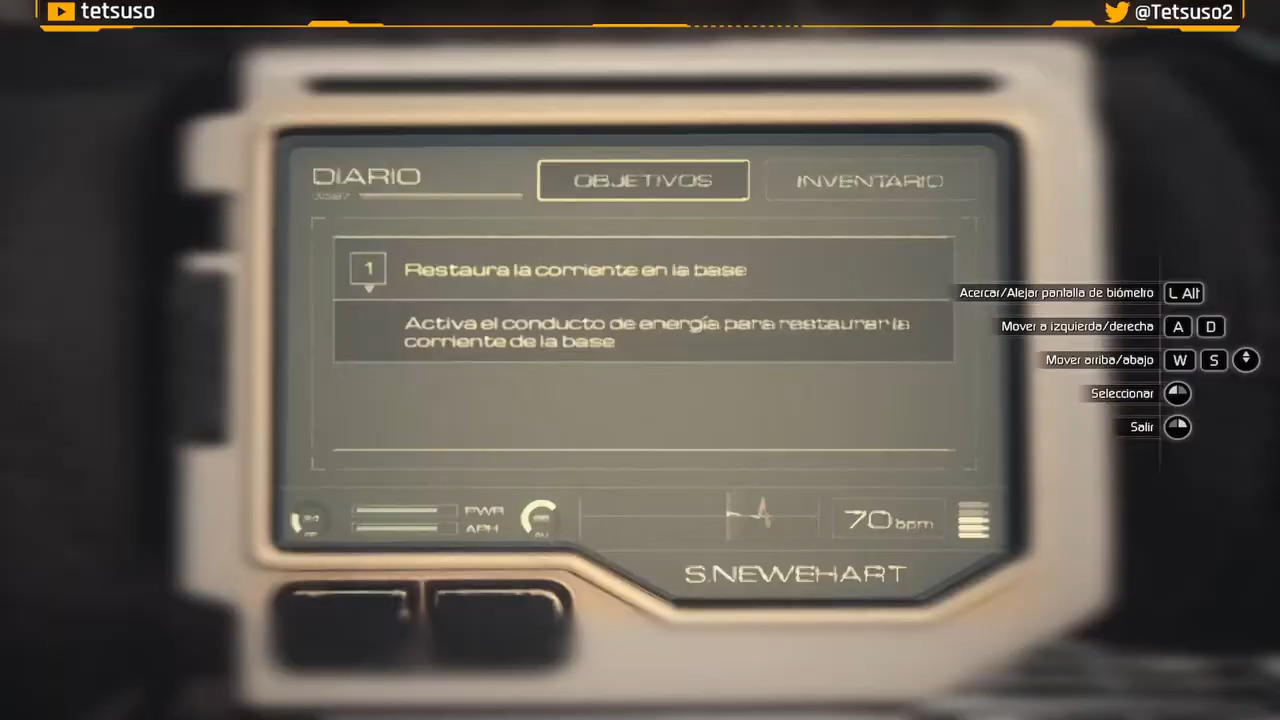 tetsuso
@Tetsuso2
DIARIO
OBJETIVOS
INVENTARIO
1
Restaura la corriente en la base
Activa el conducto de energía para restaurar la
corriente de la base
Acercar/Alejar pantalla de biómetro L Alt
Mover a izquierda/derecha A D
Mover arriba/abajo W S
Seleccionar
Salir
PWR
APH
70 bpm
S.NEWEHART